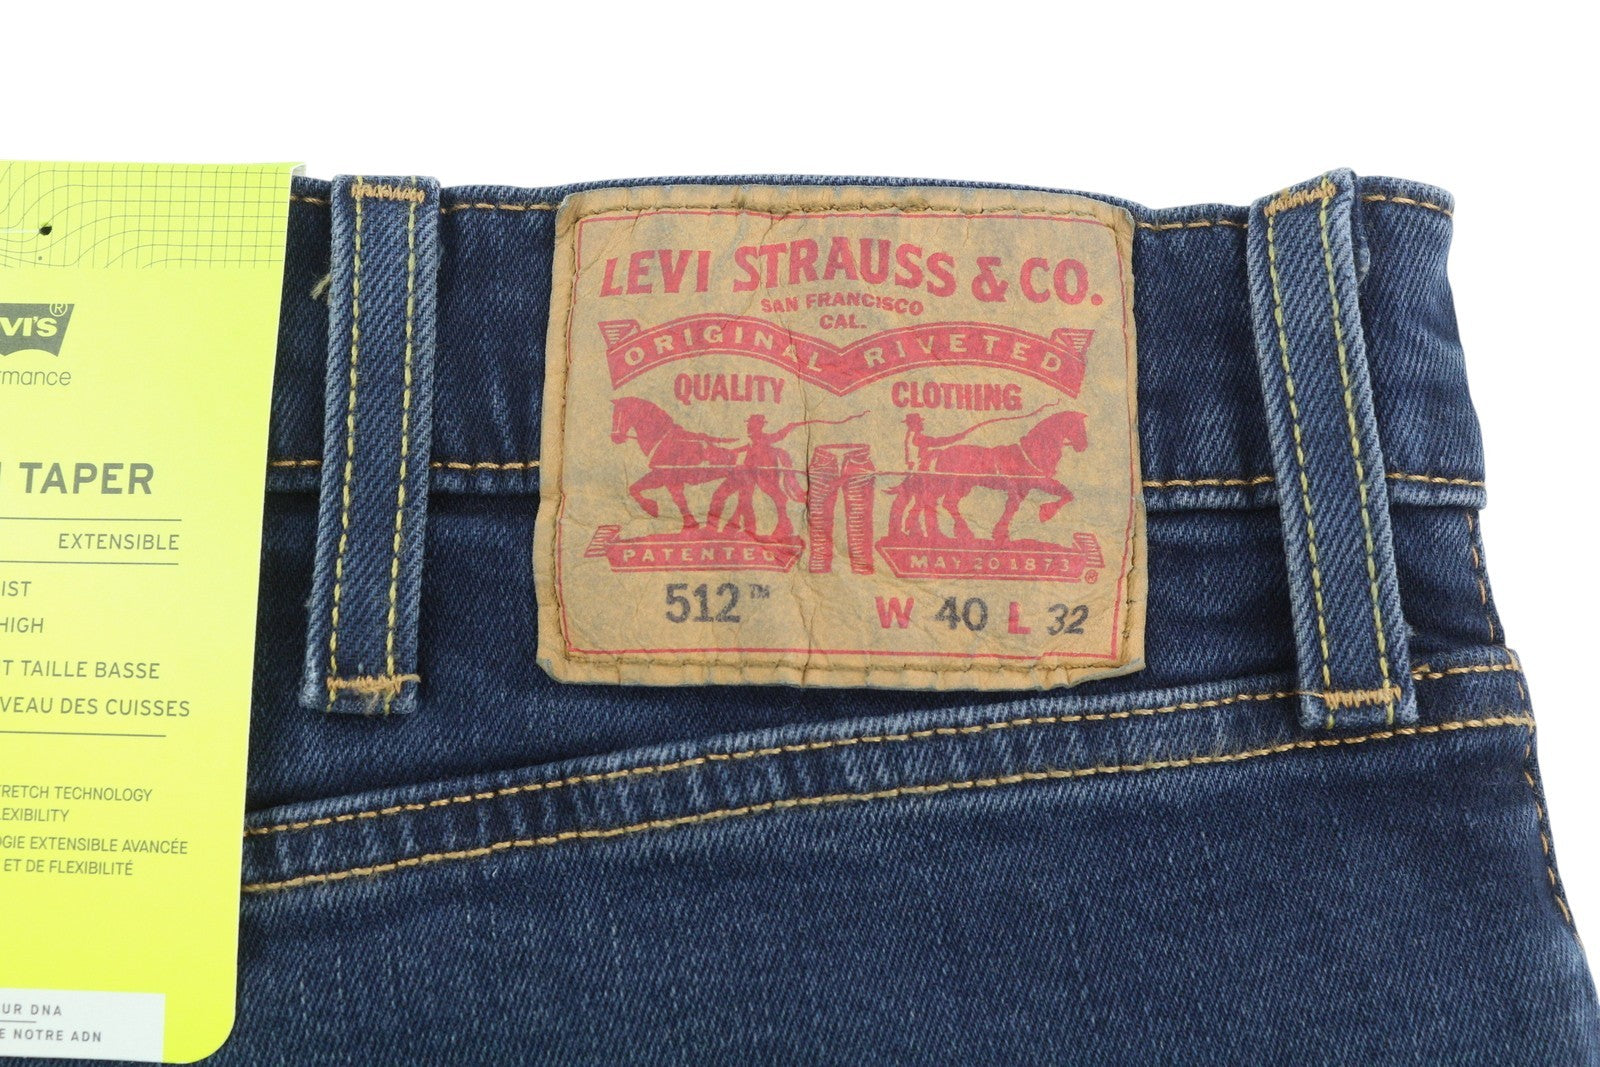 LEVI STRAUSS & CO.
SAN FRANCISCO
CAL.
ORIGINAL RIVETED
QUALITY CLOTHING
PATENTED MAY 20 1873 ®
512™ W 40 L 32
VI'S ®
rmance
TAPER
EXTENSIBLE
IST
HIGH
T TAILLE BASSE
VEAU DES CUISSES
TRETCH TECHNOLOGY
EXIBILITY
OGIE EXTENSIBLE AVANCÉE
ET DE FLEXIBILITÉ
UR DNA
E NOTRE ADN